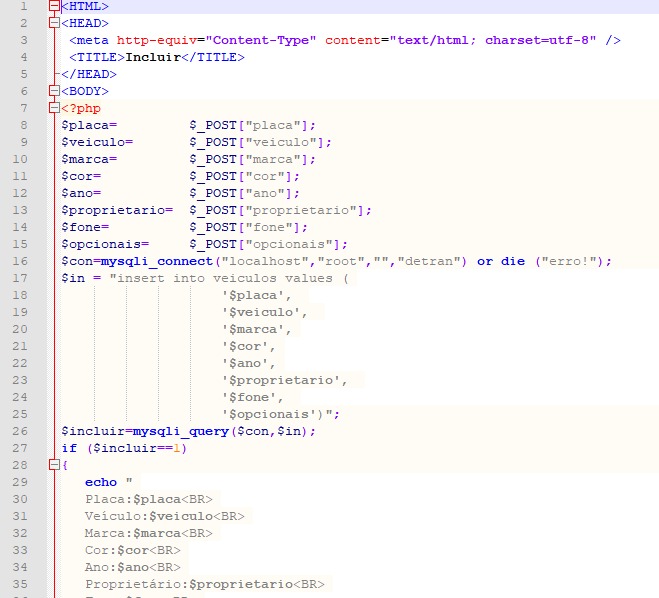 1 <HTML>
2 <HEAD>
3 <meta http-equiv="Content-Type" content="text/html; charset=utf-8" />
4 <TITLE>Incluir</TITLE>
5 </HEAD>
6 <BODY>
7 <?php
8 $placa= $_POST["placa"];
9 $veiculo= $_POST["veiculo"];
10 $marca= $_POST["marca"];
11 $cor= $_POST["cor"];
12 $ano= $_POST["ano"];
13 $proprietario= $_POST["proprietario"];
14 $fone= $_POST["fone"];
15 $opcionais= $_POST["opcionais"];
16 $con=mysqli_connect("localhost","root","","detran") or die ("erro!");
17 $in = "insert into veiculos values (
18 '$placa',
19 '$veiculo',
20 '$marca',
21 '$cor',
22 '$ano',
23 '$proprietario',
24 '$fone',
25 '$opcionais')";
26 $incluir=mysqli_query($con,$in);
27 if ($incluir==1)
28 {
29 echo "
30 Placa:$placa<BR>
31 Veículo:$veiculo<BR>
32 Marca:$marca<BR>
33 Cor:$cor<BR>
34 Ano:$ano<BR>
35 Proprietário:$proprietario<BR>